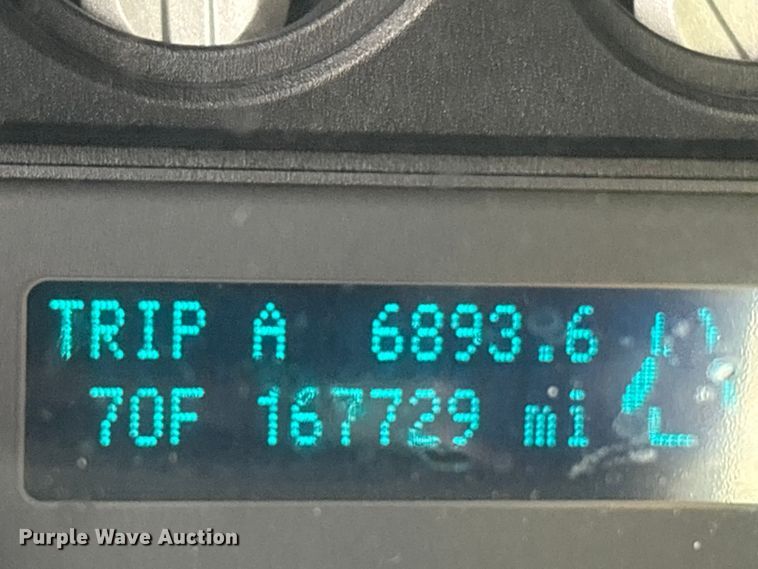 TRIP A 6893.6
70F 167729 mi
Purple Wave Auction